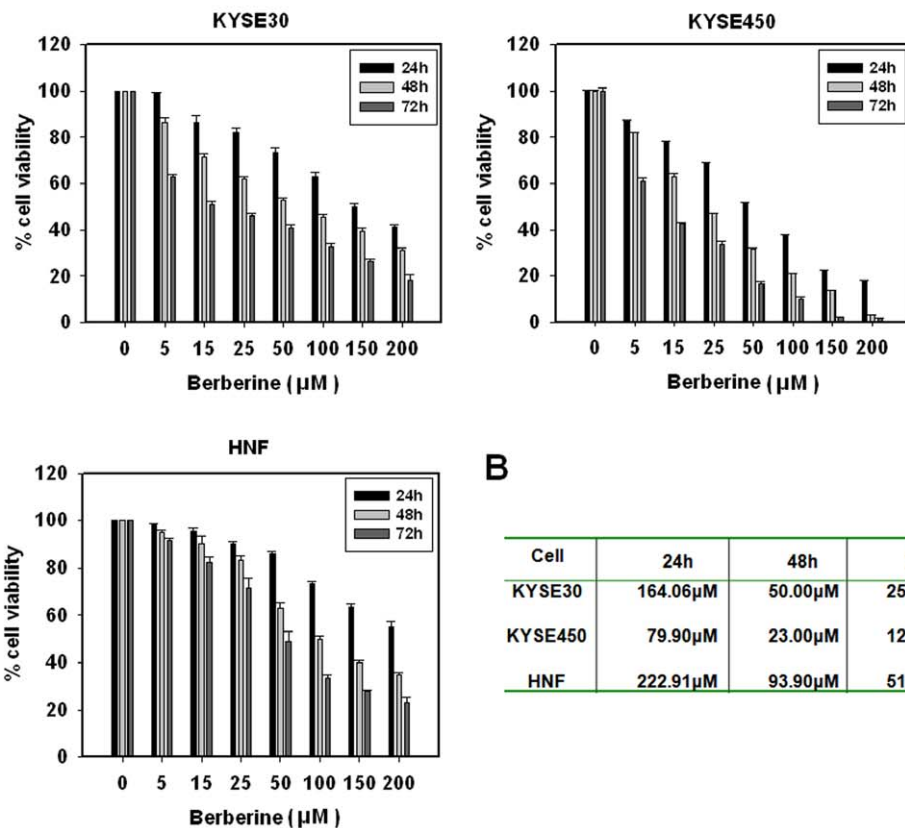 KYSE30
120
100
80
60
40
20
0
% cell viability
24h
48h
72h
0 5 15 25 50 100 150 200
Berberine (µM )
KYSE450
120
100
80
60
40
20
0
% cell viability
24h
48h
72h
0 5 15 25 50 100 150 200
Berberine (µM )
HNF
120
100
80
60
40
20
0
% cell viability
24h
48h
72h
0 5 15 25 50 100 150 200
Berberine (µM )
B
Cell 24h 48h
KYSE30 164.06µM 50.00µM 25
KYSE450 79.90µM 23.00µM 12
HNF 222.91µM 93.90µM 51